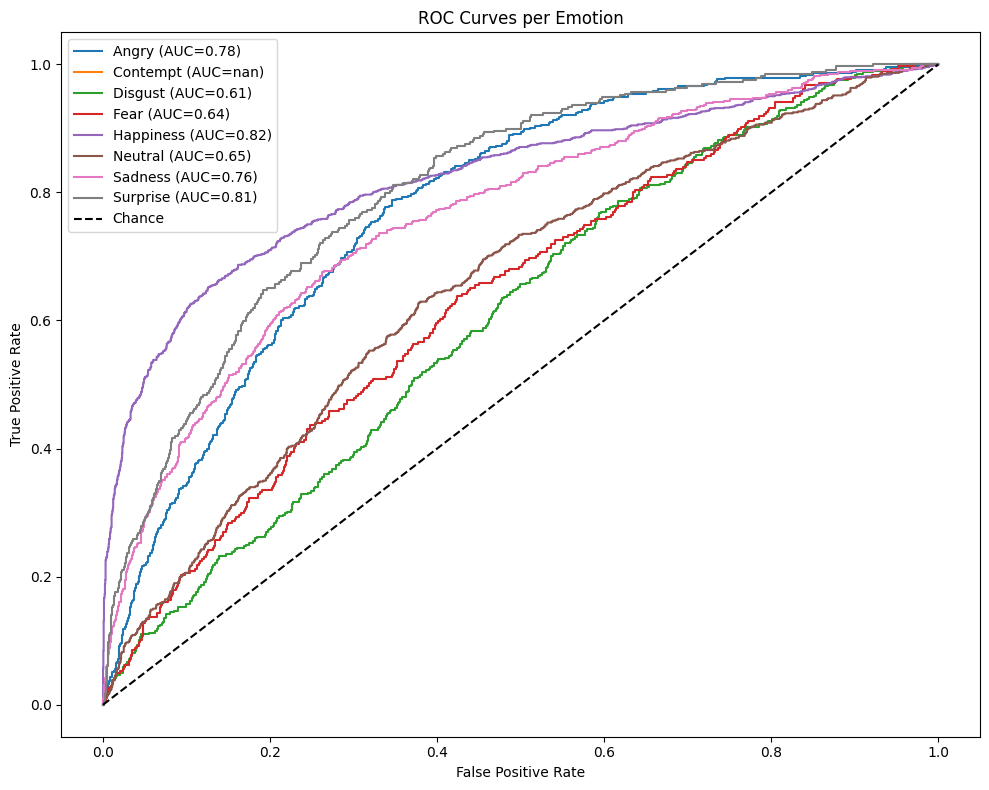 ROC Curves per Emotion
Angry (AUC=0.78)
Contempt (AUC=nan)
Disgust (AUC=0.61)
Fear (AUC=0.64)
Happiness (AUC=0.82)
Neutral (AUC=0.65)
Sadness (AUC=0.76)
Surprise (AUC=0.81)
Chance
1.0
0.8
0.6
0.4
0.2
0.0
True Positive Rate
0.0 0.2 0.4 0.6 0.8 1.0
False Positive Rate